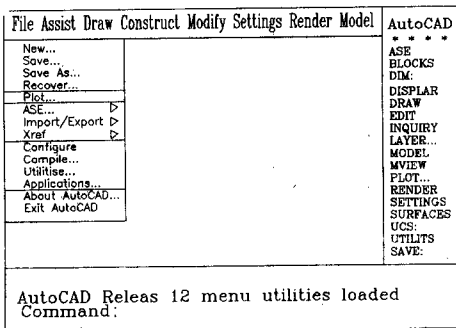 File Assist Draw Construct Modify Settings Render Model
New...
Save...
Save As...
Recover...
Plot...
ASE...
Import/Export
Xref
Configure
Compile...
Utilitise...
Applications...
About AutoCAD...
Exit AutoCAD
AutoCAD
* * * *
ASE
BLOCKS
DIM:
DISPLAR
DRAW
EDIT
INQUIRY
LAYER...
MODEL
MVIEW
PLOT...
RENDER
SETTINGS
SURFACES
UCS:
UTILITS
SAVE:
AutoCAD Releas 12 menu utilities loaded
Command: